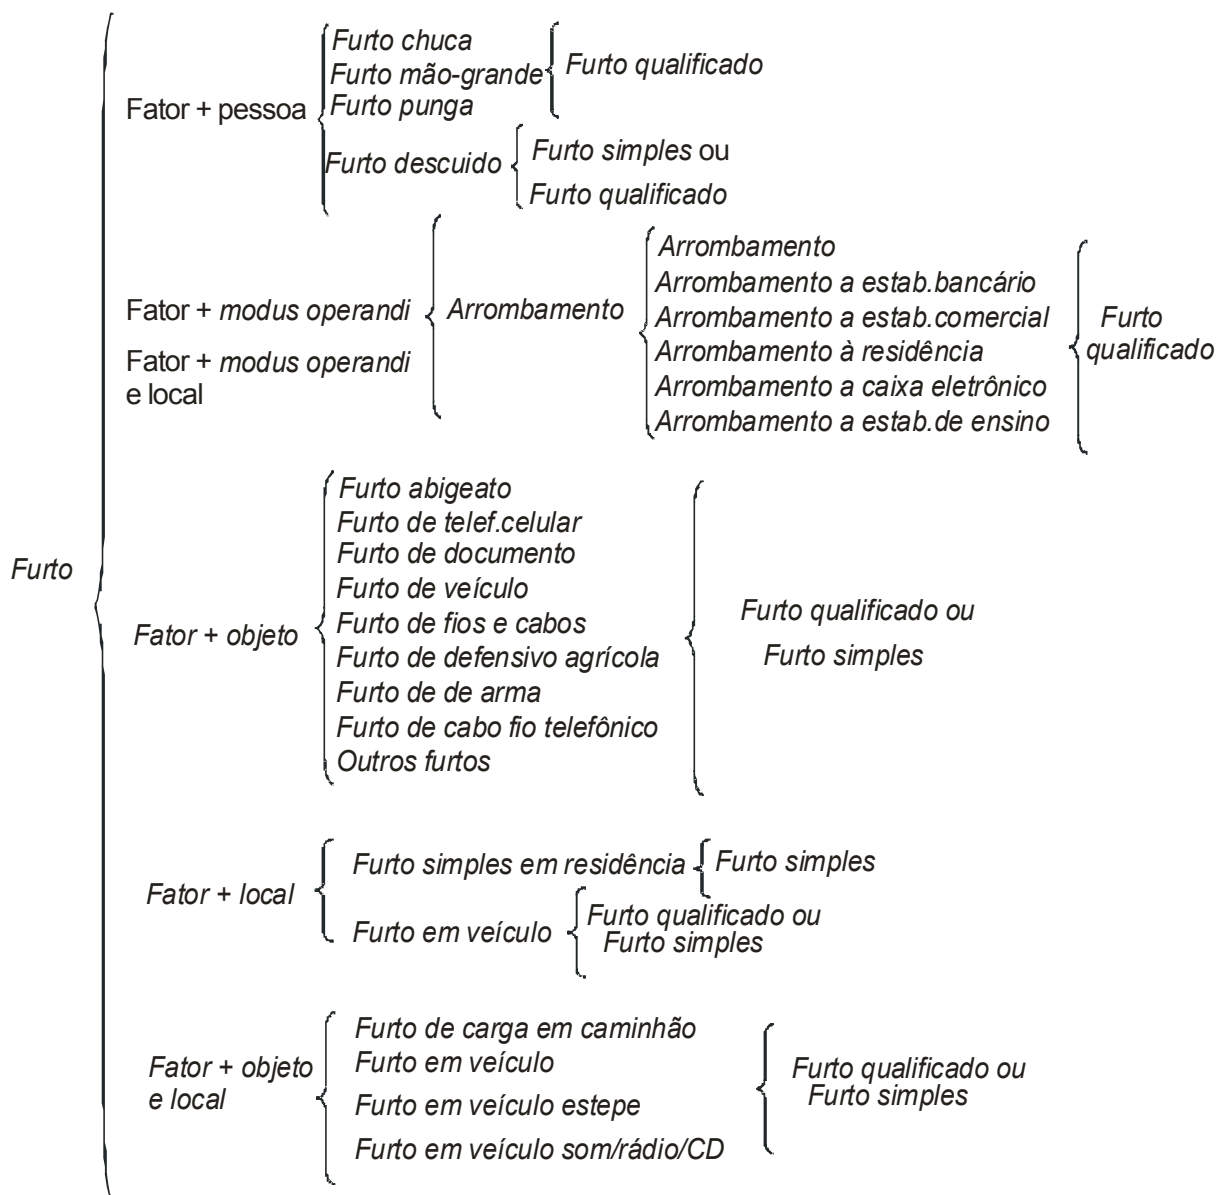 Furto
Fator + pessoa
Furto chuca
Furto mão-grande
Furto punga
Furto qualificado
Furto descuido
Furto simples ou
Furto qualificado
Fator + modus operandi
Fator + modus operandi
e local
Arrombamento
Arrombamento
Arrombamento a estab.bancário
Arrombamento a estab.comercial
Arrombamento à residência
Arrombamento a caixa eletrônico
Arrombamento a estab.de ensino
Furto
qualificado
Fator + objeto
Furto abigeato
Furto de telef.celular
Furto de documento
Furto de veículo
Furto de fios e cabos
Furto de defensivo agrícola
Furto de de arma
Furto de cabo fio telefônico
Outros furtos
Furto qualificado ou
Furto simples
Fator + local
Furto simples em residência
Furto simples
Furto em veículo
Furto qualificado ou
Furto simples
Fator + objeto
e local
Furto de carga em caminhão
Furto em veículo
Furto em veículo estepe
Furto em veículo som/rádio/CD
Furto qualificado ou
Furto simples